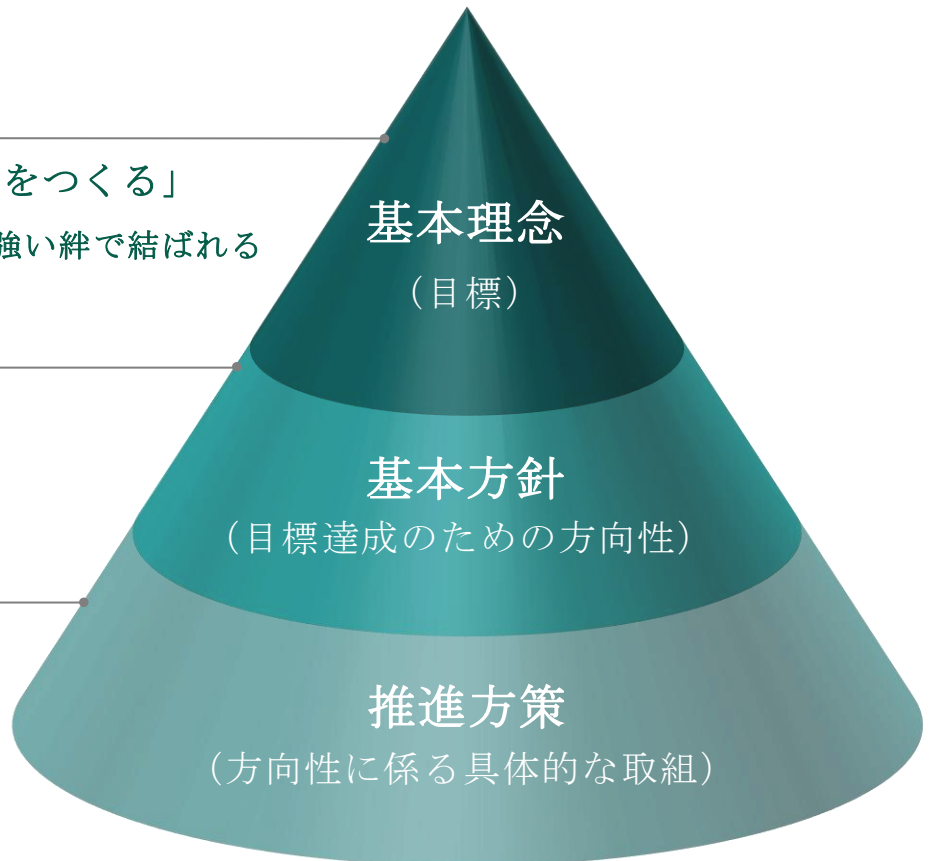 をつくる」
強い絆で結ばれる
基本理念
（目標）
基本方針
（目標達成のための方向性）
推進方策
（方向性に係る具体的な取組）